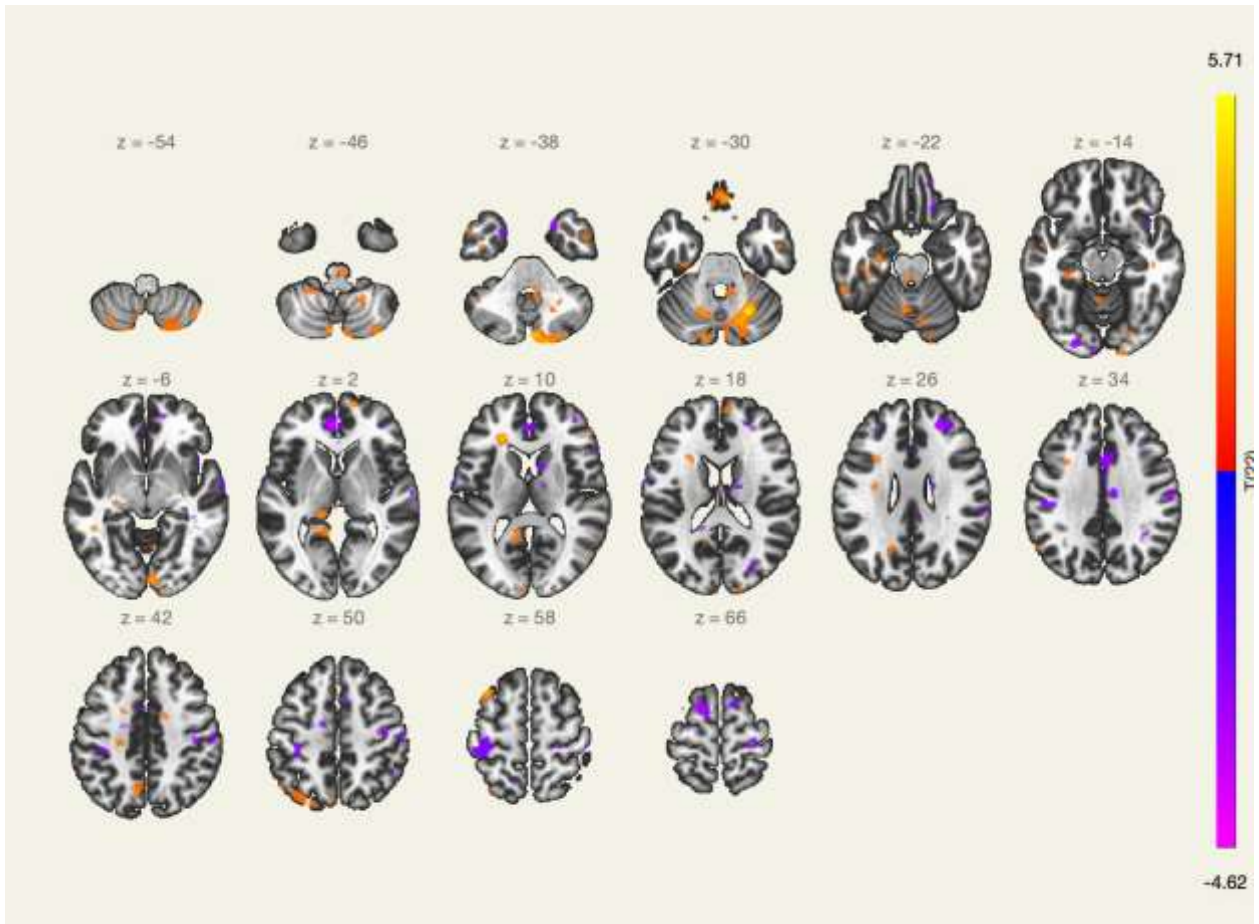 5.71
z = -54 z = -46 z = -38 z = -30 z = -22 z = -14
z = -6 z = 2 z = 10 z = 18 z = 26 z = 34
T(22)
z = 42 z = 50 z = 58 z = 66
-4.62